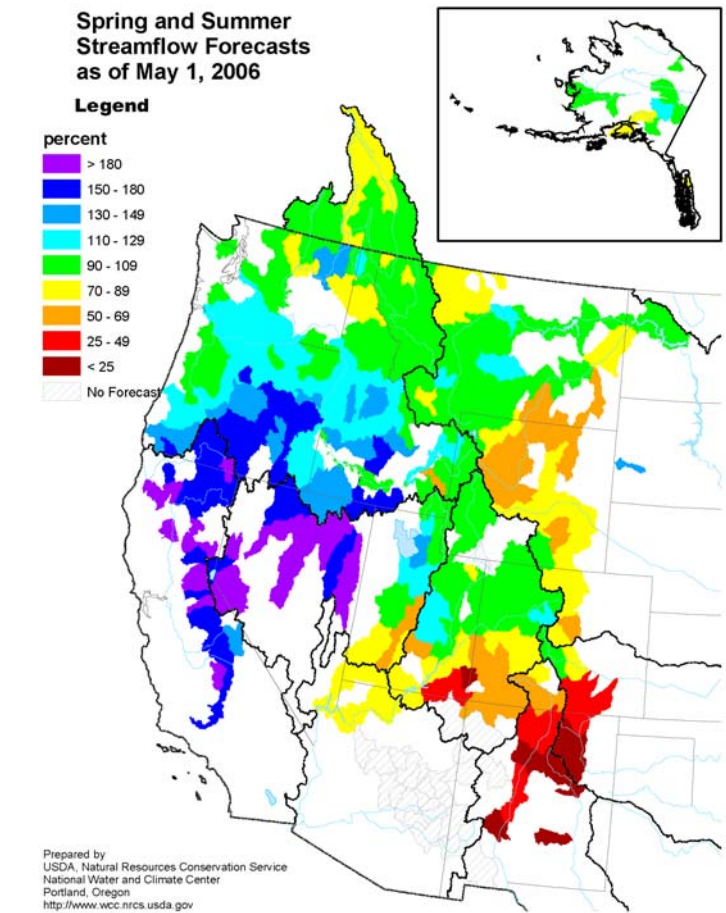 Spring and Summer
Streamflow Forecasts
as of May 1, 2006
Legend
percent
> 180
150 - 180
130 - 149
110 - 129
90 - 109
70 - 89
50 - 69
25 - 49
< 25
No Forecast
Prepared by
USDA, Natural Resources Conservation Service
National Water and Climate Center
Portland, Oregon
http://www.wcc.nrcs.usda.gov